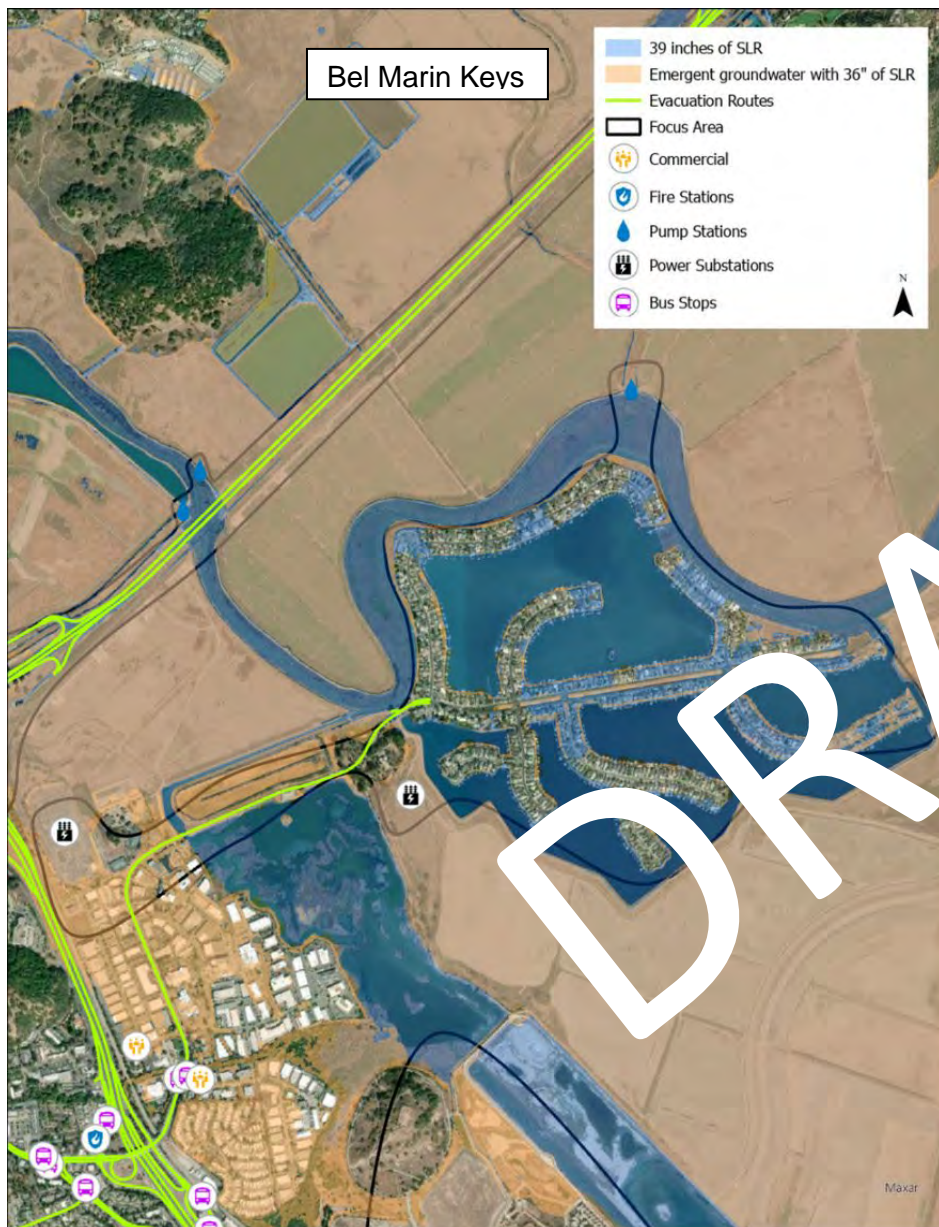 Bel Marin Keys
39 inches of SLR
Emergent groundwater with 36" of SLR
Evacuation Routes
Focus Area
Commercial
Fire Stations
Pump Stations
Power Substations
Bus Stops
N
DRA
Maxar